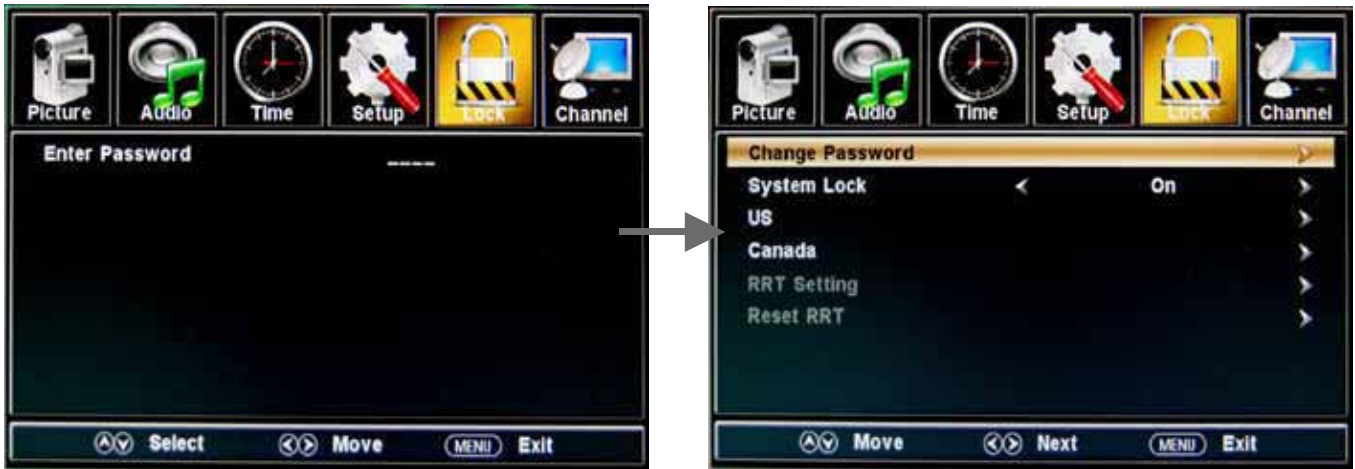 Picture Audio Time Setup Lock Channel
Enter Password ____
Select Move MENU Exit
Picture Audio Time Setup Lock Channel
Change Password
System Lock On
US
Canada
RRT Setting
Reset RRT
Move Next MENU Exit